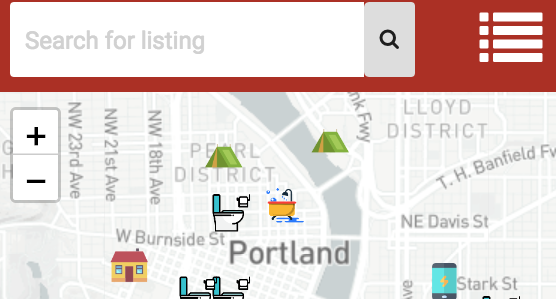 Search for listing
NW 23rd Ave
NW 21st Ave
NW 18th Ave
nk Fwy
LLOYD
DISTRICT
PEARL
DISTRICT
T. H. Banfield Fw
NE Davis St
W Burnside St
Portland
Stark St
ve
+
−